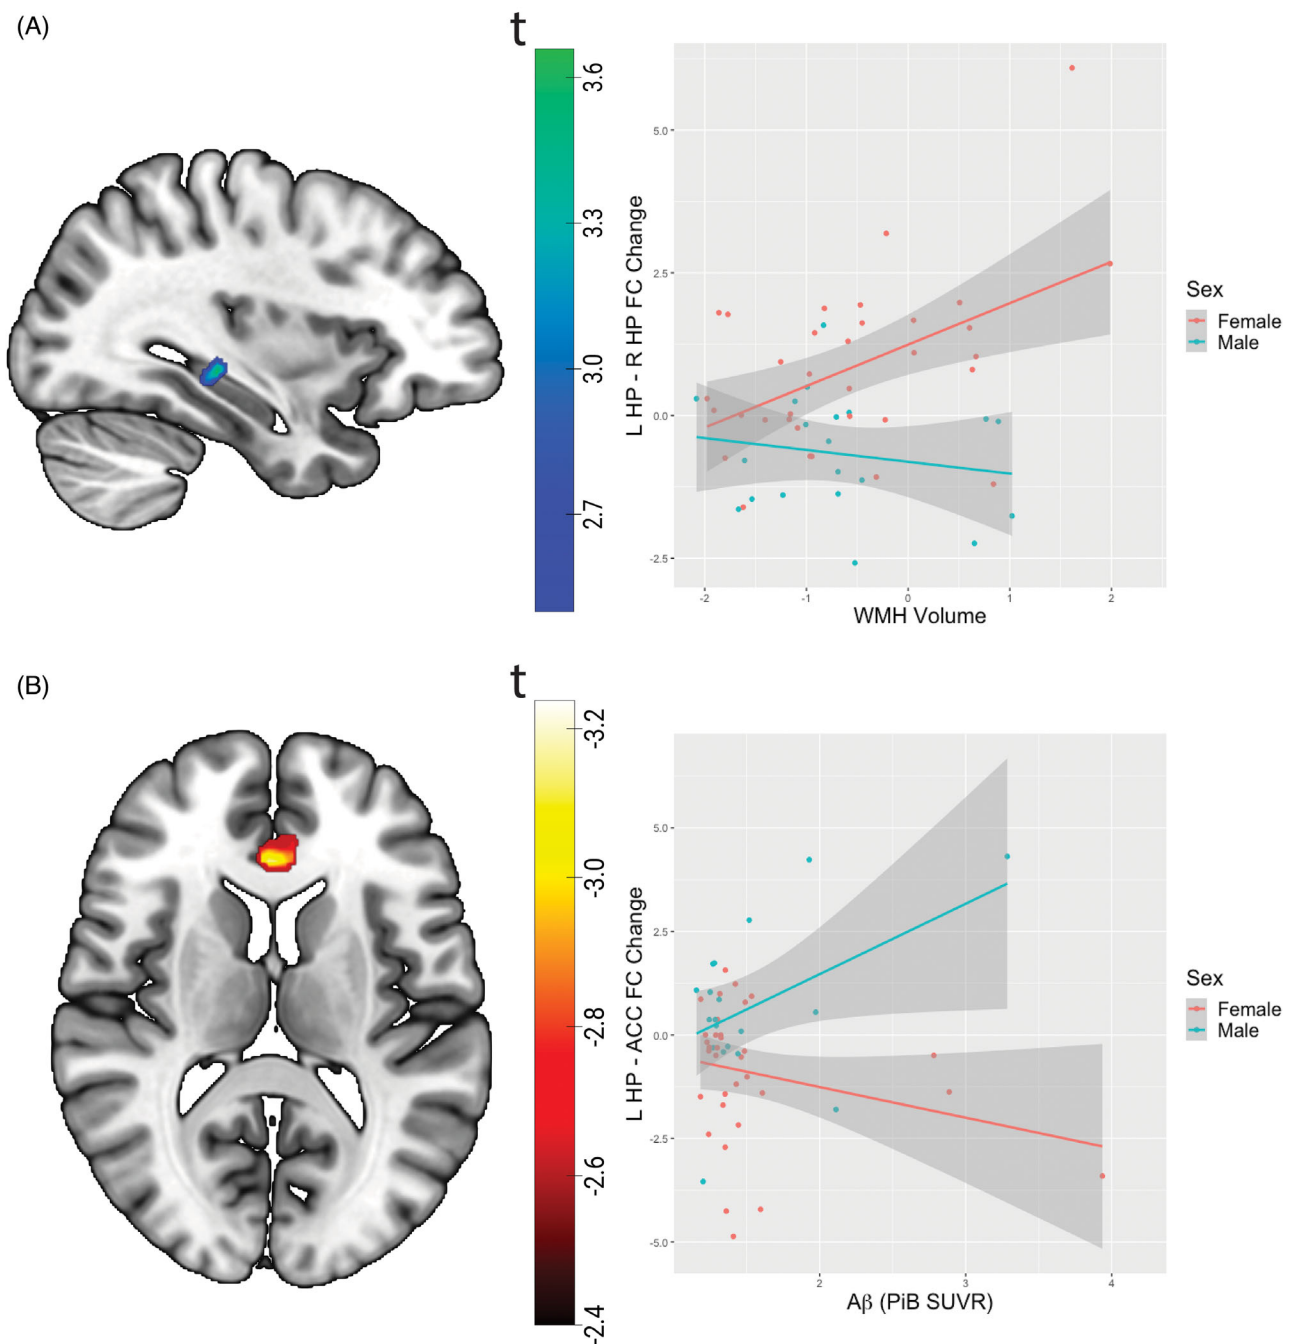 (A)
t
3.6
3.3
3.0
2.7
L HP - R HP FC Change
5.0
2.5
0.0
-2.5
-2
-1
0
1
2
WMH Volume
Sex
Female
Male
(B)
t
-3.2
-3.0
-2.8
-2.6
-2.4
L HP - ACC FC Change
5.0
2.5
0.0
-2.5
-5.0
2
3
4
Aβ (PiB SUVR)
Sex
Female
Male